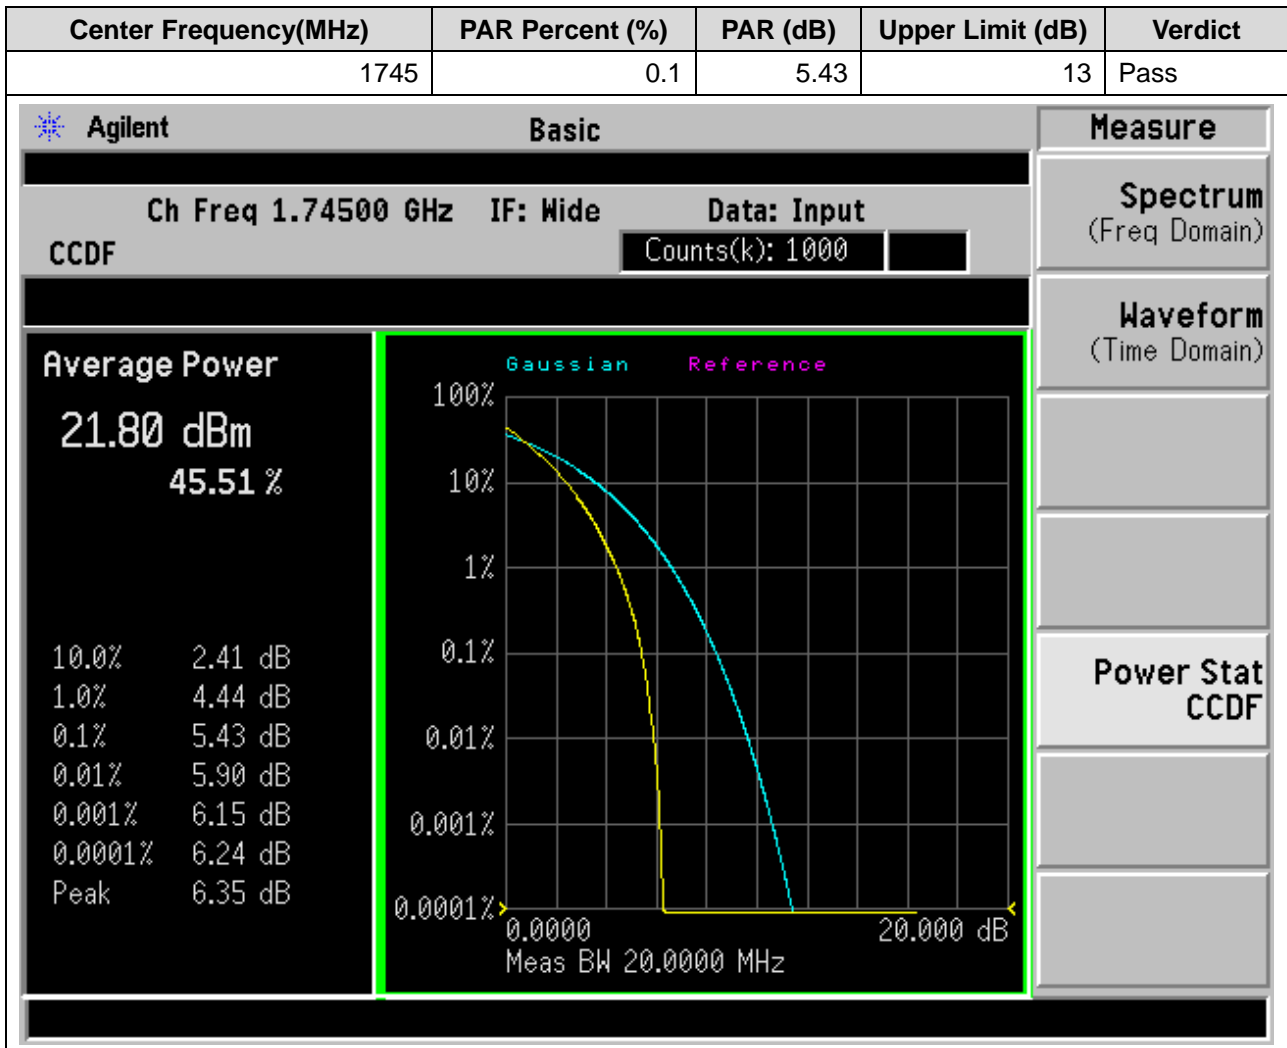 Center Frequency(MHz) PAR Percent (%) PAR (dB) Upper Limit (dB) Verdict
1745 0.1 5.43 13 Pass
Agilent Basic Measure
Ch Freq 1.74500 GHz IF: Wide Data: Input
CCDF Counts(k): 1000
Spectrum
(Freq Domain)
Waveform
(Time Domain)
Power Stat
CCDF
Average Power
21.80 dBm
45.51 %
10.0% 2.41 dB
1.0% 4.44 dB
0.1% 5.43 dB
0.01% 5.90 dB
0.001% 6.15 dB
0.0001% 6.24 dB
Peak 6.35 dB
Gaussian Reference
100%
10%
1%
0.1%
0.01%
0.001%
0.0001%
0.0000 20.000 dB
Meas BW 20.0000 MHz